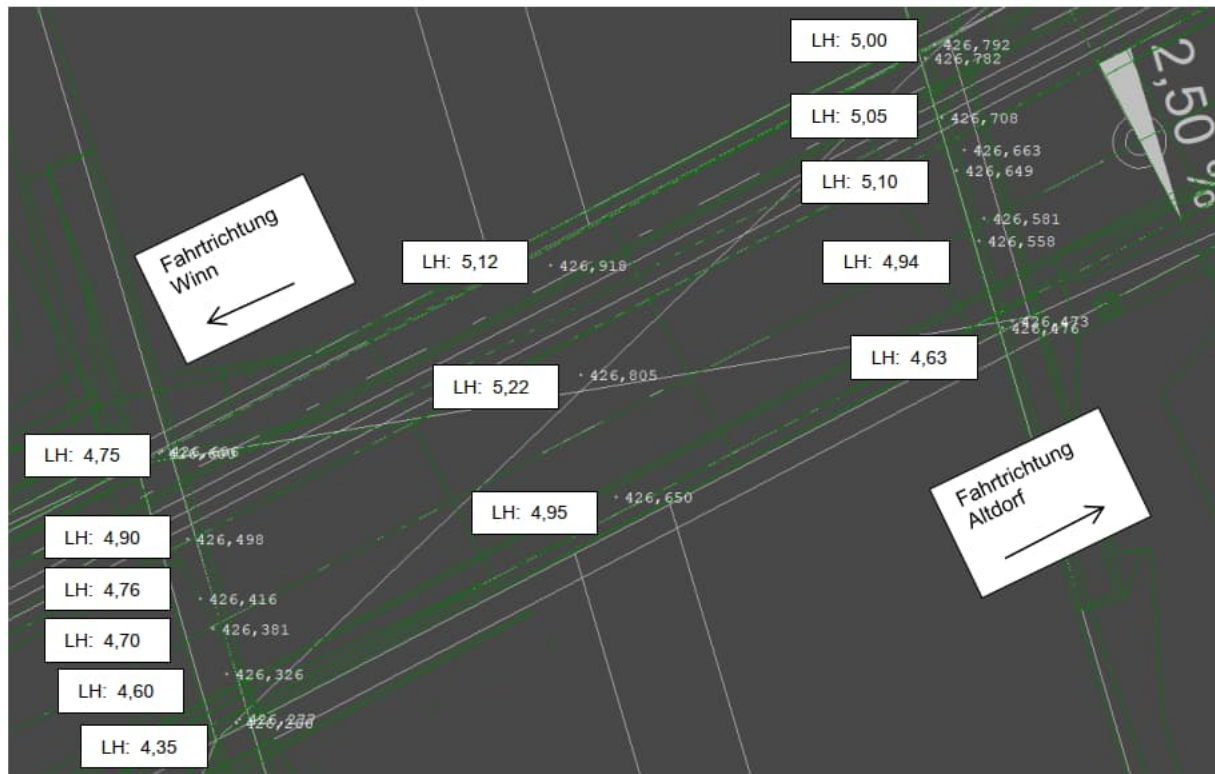 LH: 5,00
426,792
426,782
LH: 5,05
426,708
426,663
426,649
LH: 5,10
426,581
426,558
2,50 %
Fahrtrichtung
Winn
LH: 5,12
426,918
LH: 4,94
426,473
426,476
LH: 4,63
LH: 5,22
426,805
LH: 4,75
LH: 4,95
426,650
Fahrtrichtung
Altdorf
LH: 4,90
426,498
LH: 4,76
426,416
LH: 4,70
426,381
LH: 4,60
426,326
LH: 4,35